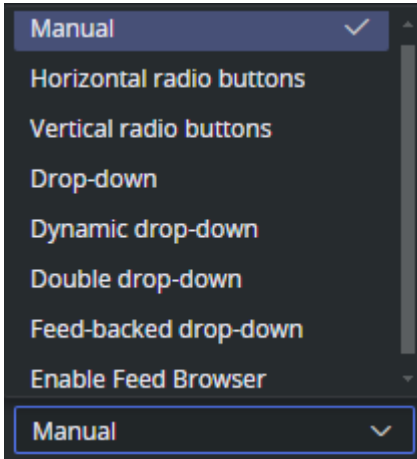 Manual
Horizontal radio buttons
Vertical radio buttons
Drop-down
Dynamic drop-down
Double drop-down
Feed-backed drop-down
Enable Feed Browser
Manual